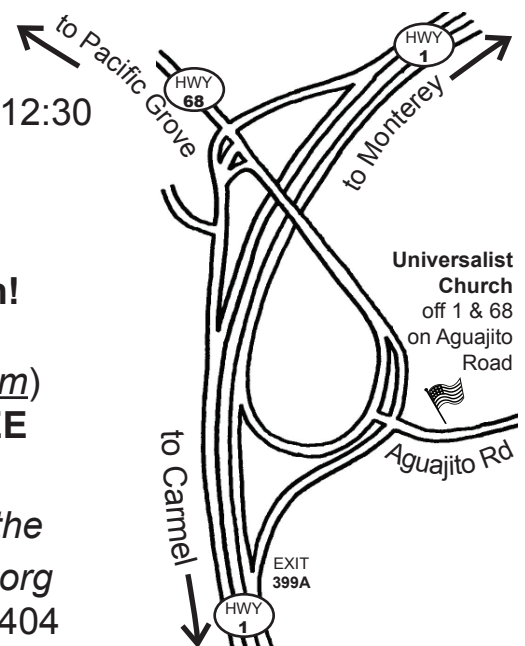 to Pacific Grove
HWY
68
HWY
1
to Monterey
12:30
Universalist
Church
off 1 & 68
on Aguajito
Road
Aguajito Rd
to Carmel
EXIT
399A
HWY
1
the
org
404